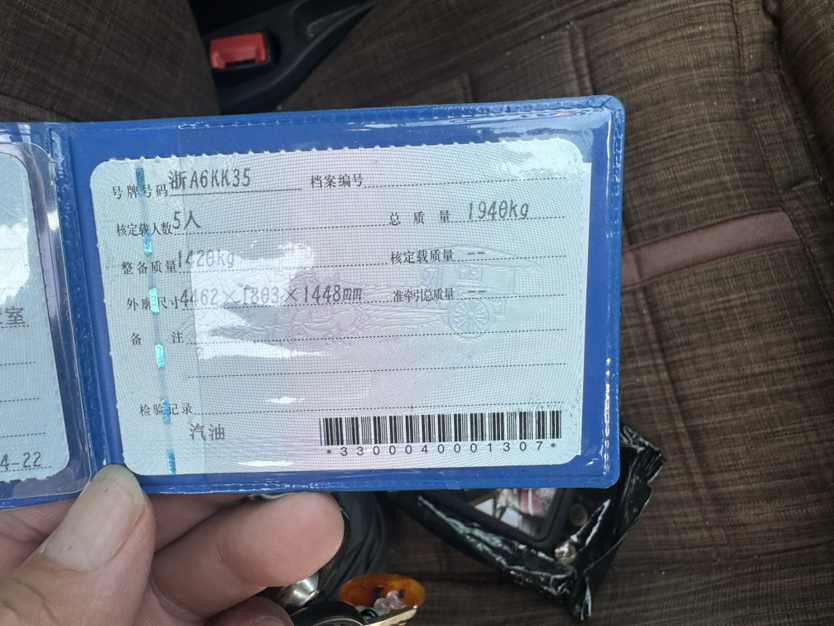 号牌号码 浙A6KK35 档案编号
核定载人数 5人 总质量 1940kg
整备质量 1420kg 核定载质量 --
外廓尺寸 4462×1803×1448mm 准牵引总质量 --
备注
检验记录
汽油
*3300040001307*
室
4-22